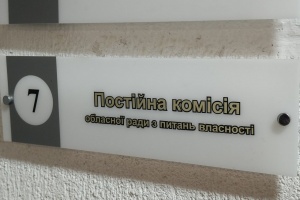 7
Постійна комісія
обласної ради з питань власності